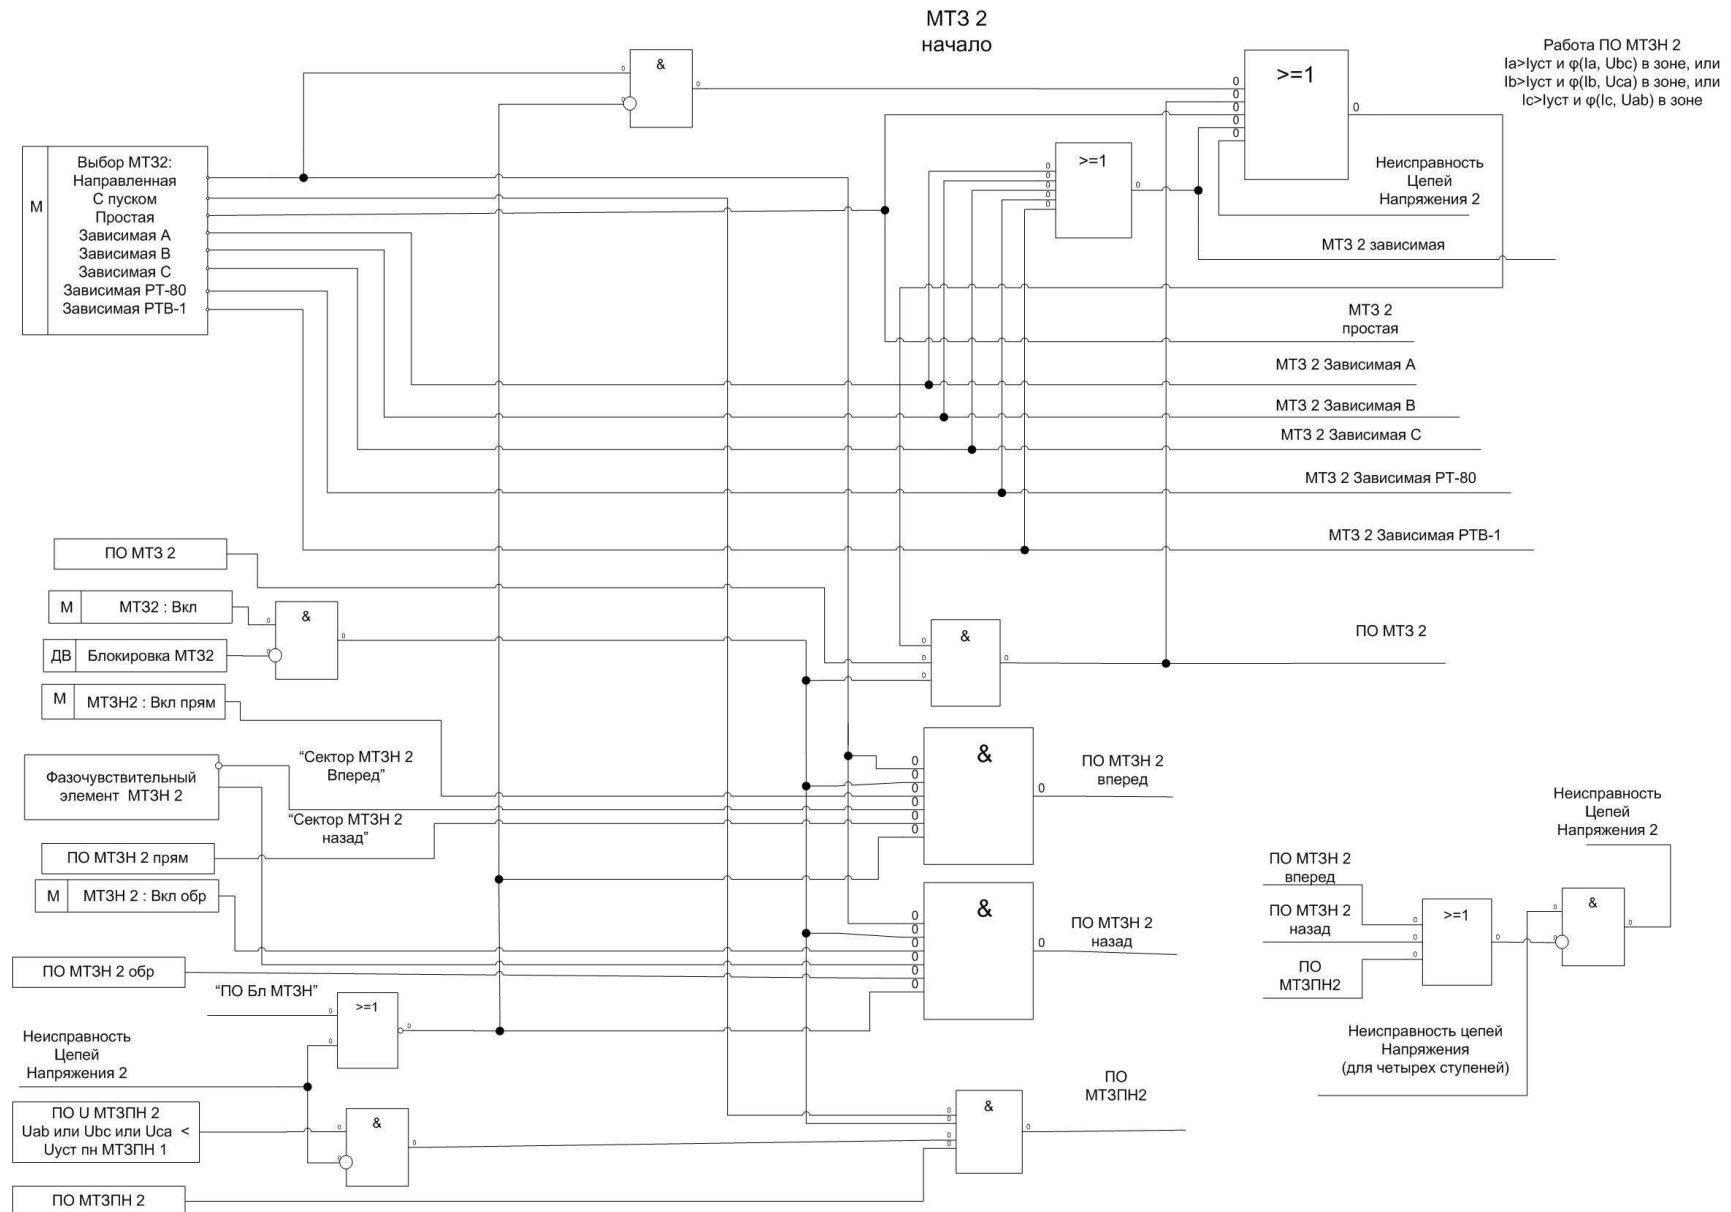 МТЗ 2
начало
Работа ПО МТЗН 2
Ia>Iуст и φ(Ia, Ubc) в зоне, или
Ib>Iуст и φ(Ib, Uca) в зоне, или
Ic>Iуст и φ(Ic, Uab) в зоне
&
>=1
>=1
М
Выбор МТЗ2:
Направленная
С пуском
Простая
Зависимая А
Зависимая В
Зависимая С
Зависимая РТ-80
Зависимая РТВ-1
Неисправность
Цепей
Напряжения 2
МТЗ 2 зависимая
МТЗ 2
простая
МТЗ 2 Зависимая А
МТЗ 2 Зависимая В
МТЗ 2 Зависимая С
МТЗ 2 Зависимая РТ-80
МТЗ 2 Зависимая РТВ-1
ПО МТЗ 2
М МТЗ2 : Вкл
&
ДВ Блокировка МТЗ2
&
ПО МТЗ 2
М МТЗН2 : Вкл прям
Фазочувствительный
элемент МТЗН 2
“Сектор МТЗН 2
Вперед”
“Сектор МТЗН 2
назад”
&
ПО МТЗН 2
вперед
ПО МТЗН 2 прям
М МТЗН 2 : Вкл обр
&
ПО МТЗН 2
назад
ПО МТЗН 2 обр
“ПО Бл МТЗН”
>=1
Неисправность
Цепей
Напряжения 2
ПО U МТЗПН 2
Uab или Ubc или Uca <
Uуст пн МТЗПН 1
&
&
ПО
МТЗПН2
ПО МТЗПН 2
Неисправность
Цепей
Напряжения 2
ПО МТЗН 2
вперед
ПО МТЗН 2
назад
ПО
МТЗПН2
>=1
&
Неисправность цепей
Напряжения
(для четырех ступеней)